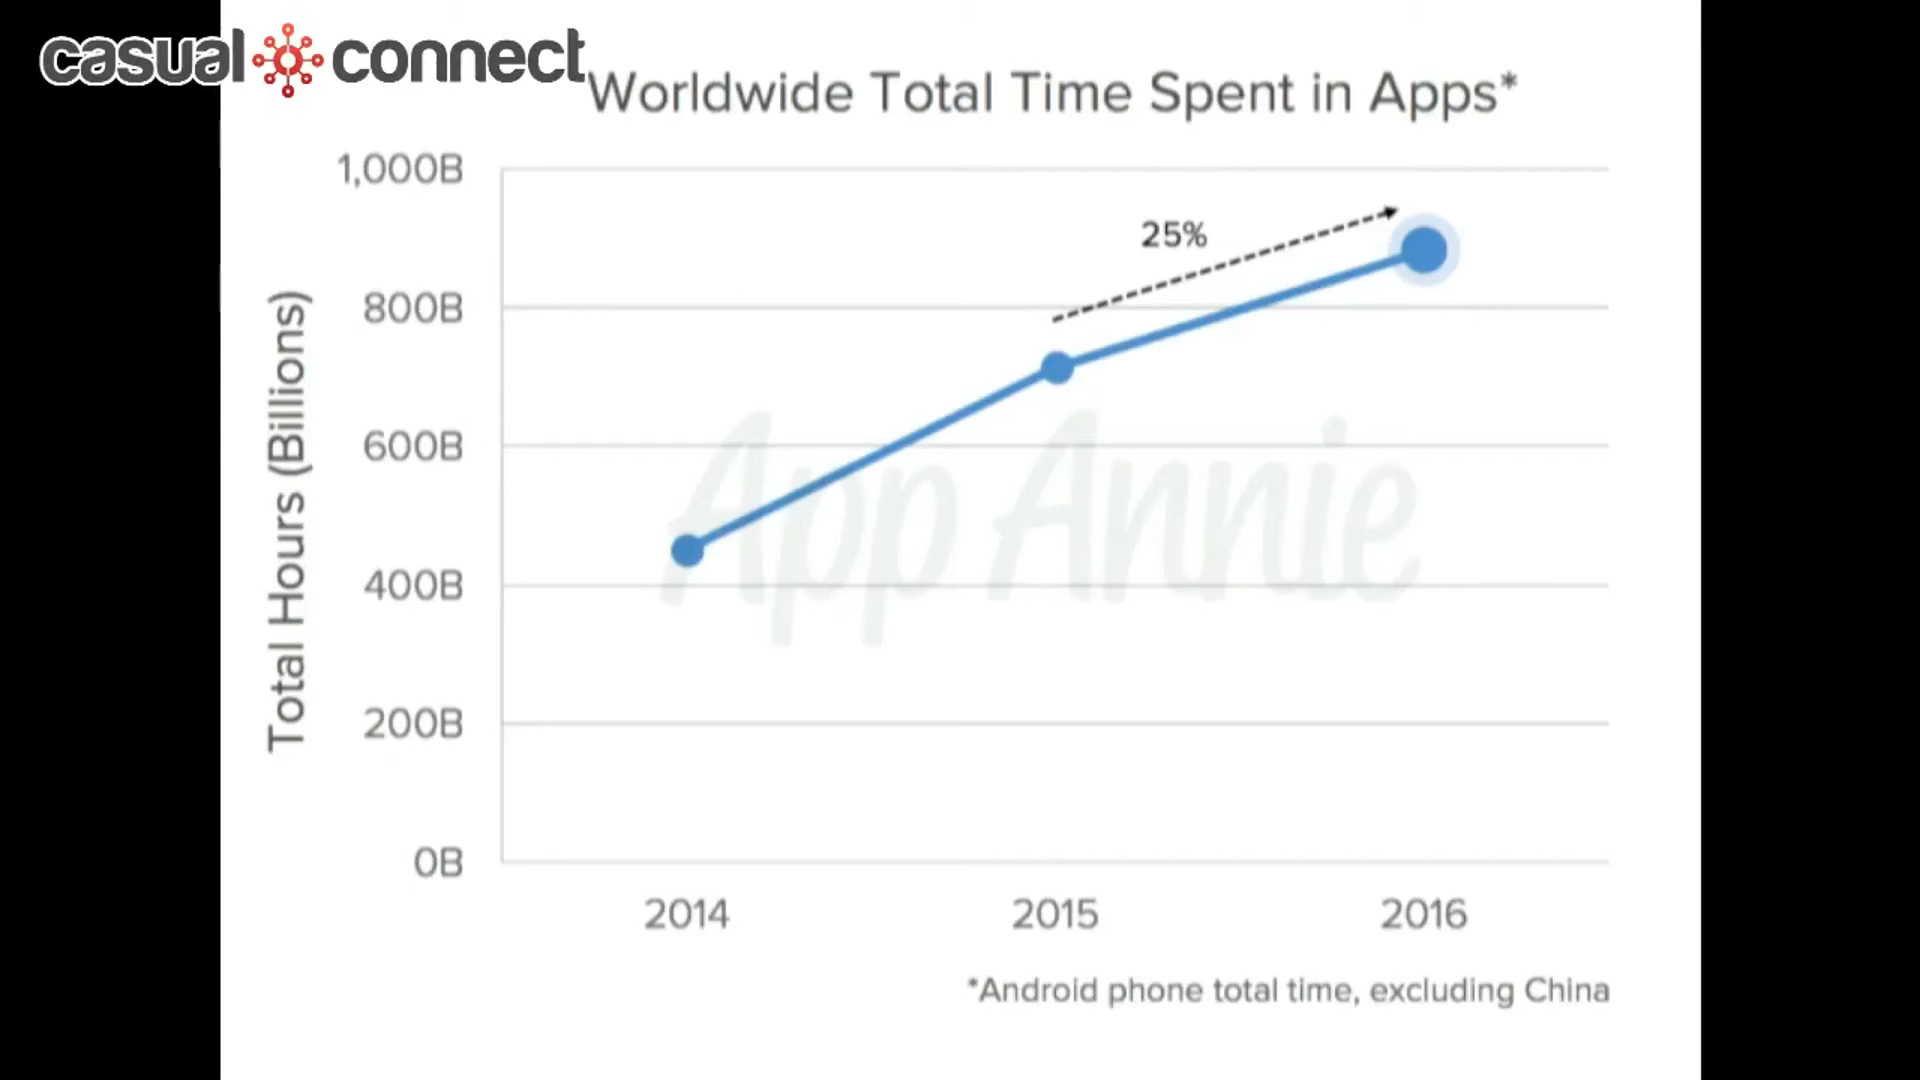 casual connect
Worldwide Total Time Spent in Apps*
1,000B
25%
800B
600B
400B
200B
0B
Total Hours (Billions)
App Annie
2014 2015 2016
*Android phone total time, excluding China